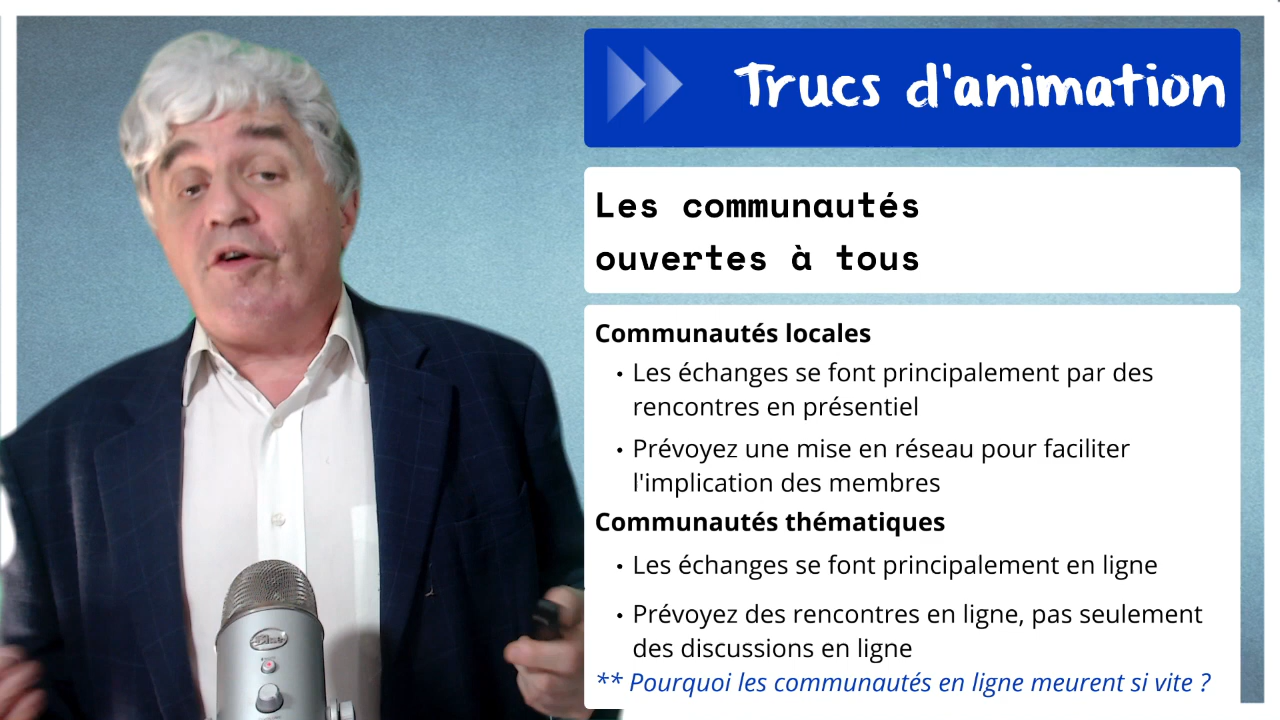 Trucs d'animation
Les communautés
ouvertes à tous
Communautés locales
• Les échanges se font principalement par des
rencontres en présentiel
• Prévoyez une mise en réseau pour faciliter
l'implication des membres
Communautés thématiques
• Les échanges se font principalement en ligne
• Prévoyez des rencontres en ligne, pas seulement
des discussions en ligne
** Pourquoi les communautés en ligne meurent si vite ?